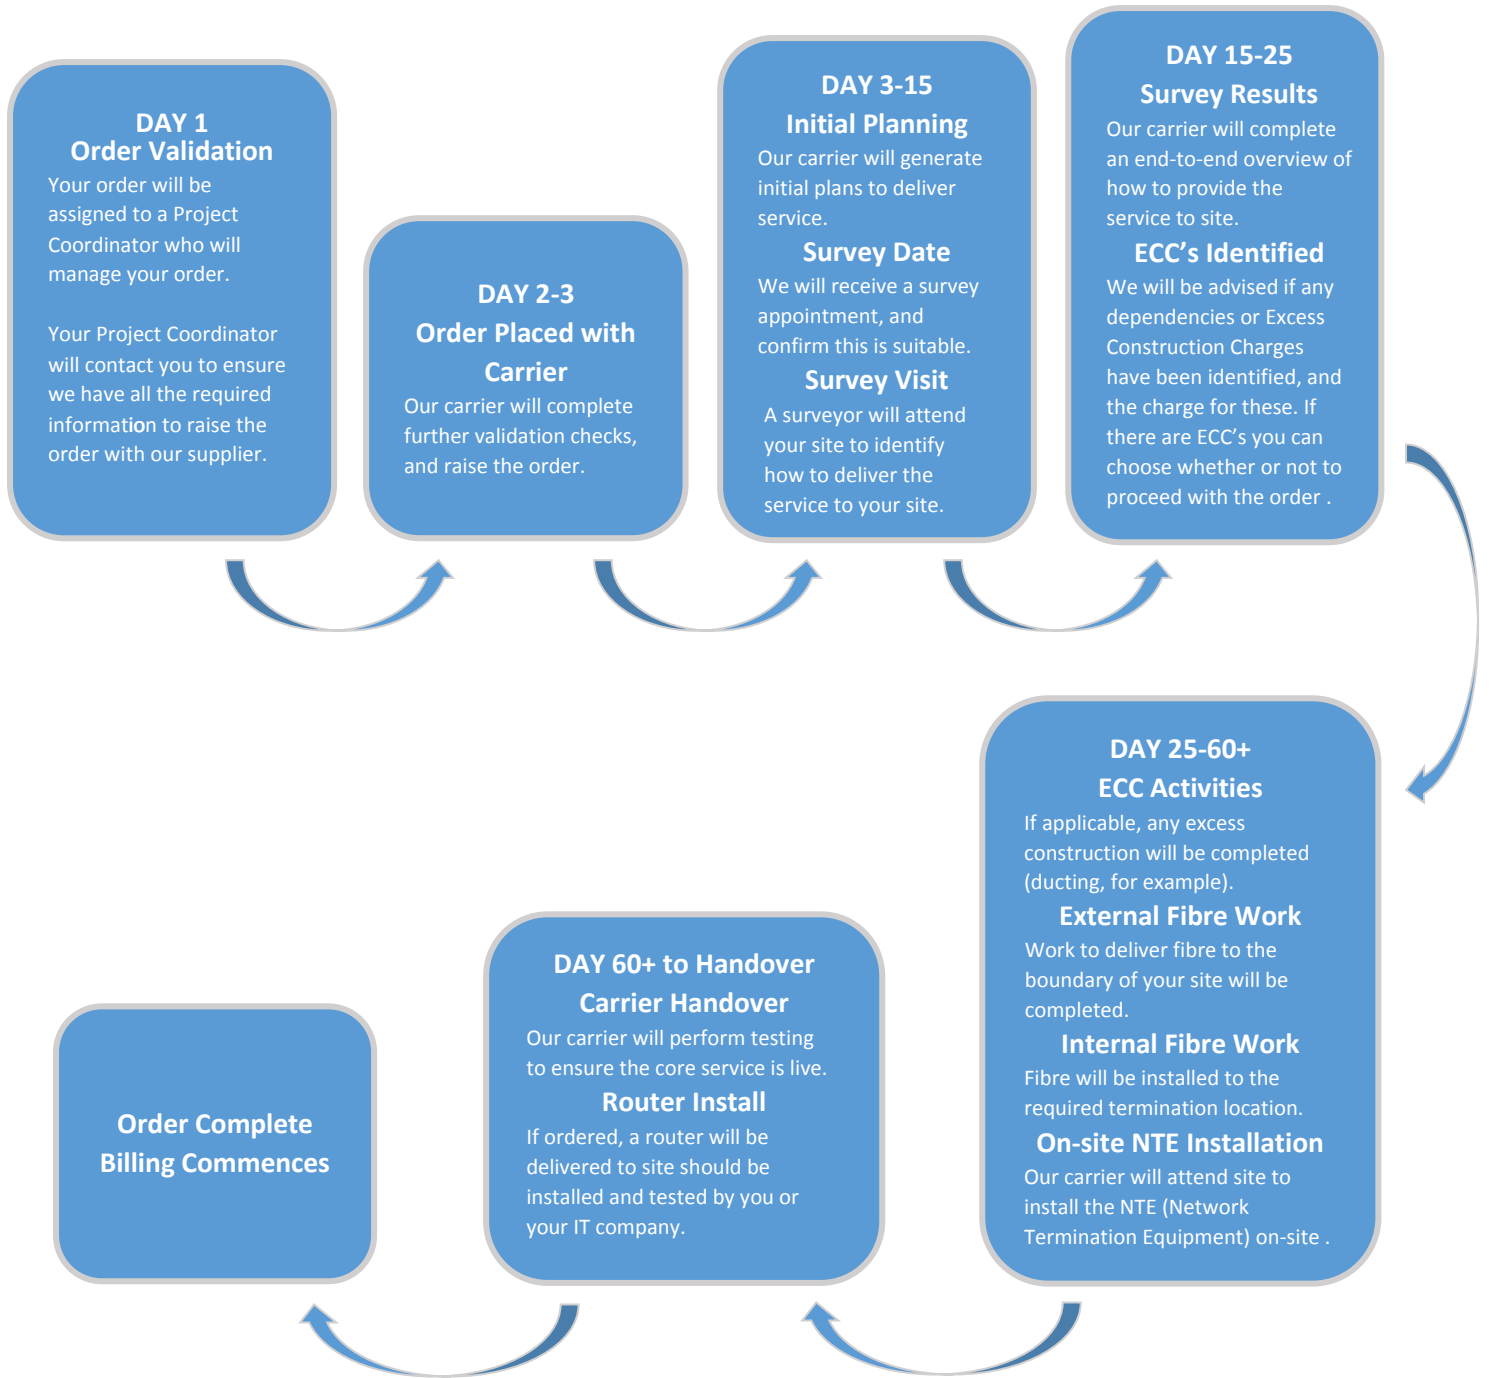 DAY 1
Order Validation
Your order will be
assigned to a Project
Coordinator who will
manage your order.
Your Project Coordinator
will contact you to ensure
we have all the required
information to raise the
order with our supplier.
DAY 2-3
Order Placed with
Carrier
Our carrier will complete
further validation checks,
and raise the order.
DAY 3-15
Initial Planning
Our carrier will generate
initial plans to deliver
service.
Survey Date
We will receive a survey
appointment, and
confirm this is suitable.
Survey Visit
A surveyor will attend
your site to identify
how to deliver the
service to your site.
DAY 15-25
Survey Results
Our carrier will complete
an end-to-end overview of
how to provide the
service to site.
ECC’s Identified
We will be advised if any
dependencies or Excess
Construction Charges
have been identified, and
the charge for these. If
there are ECC’s you can
choose whether or not to
proceed with the order .
DAY 25-60+
ECC Activities
If applicable, any excess
construction will be completed
(ducting, for example).
External Fibre Work
Work to deliver fibre to the
boundary of your site will be
completed.
Internal Fibre Work
Fibre will be installed to the
required termination location.
On-site NTE Installation
Our carrier will attend site to
install the NTE (Network
Termination Equipment) on-site .
DAY 60+ to Handover
Carrier Handover
Our carrier will perform testing
to ensure the core service is live.
Router Install
If ordered, a router will be
delivered to site should be
installed and tested by you or
your IT company.
Order Complete
Billing Commences